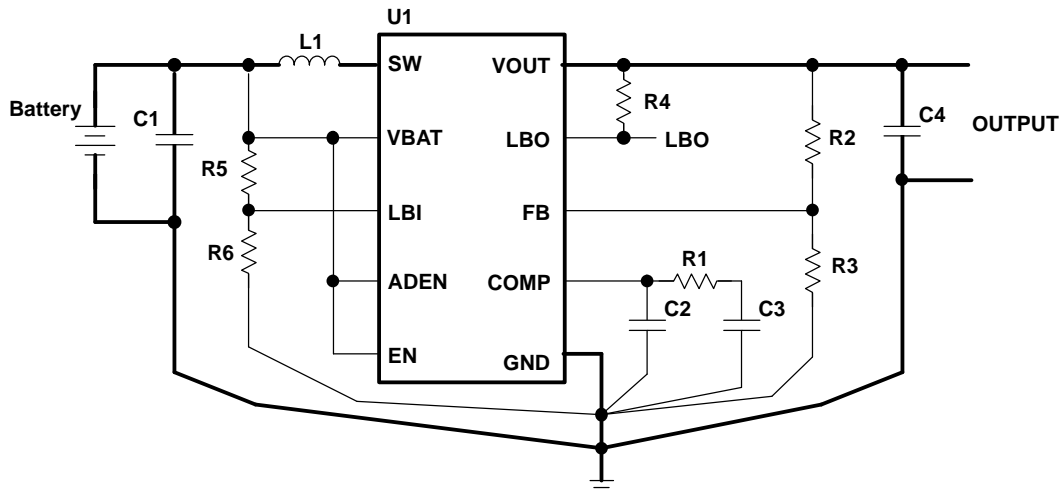 U1
L1
SW
VOUT
Battery
C1
R4
C4
OUTPUT
VBAT
LBO
LBO
R2
R5
LBI
FB
R6
R1
R3
ADEN
COMP
C2
C3
EN
GND